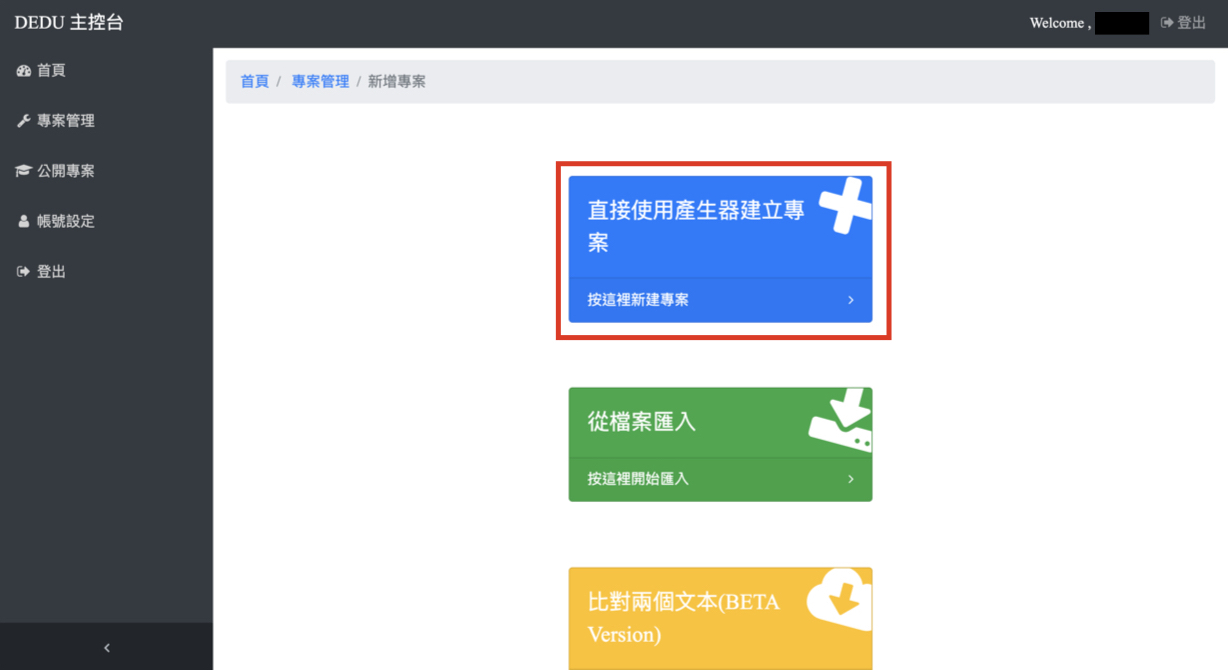 DEDU 主控台
Welcome ,
登出
首頁
專案管理
公開專案
帳號設定
登出
首頁 / 專案管理 / 新增專案
直接使用產生器建立專
案
按這裡新建專案
從檔案匯入
按這裡開始匯入
比對兩個文本(BETA
Version)